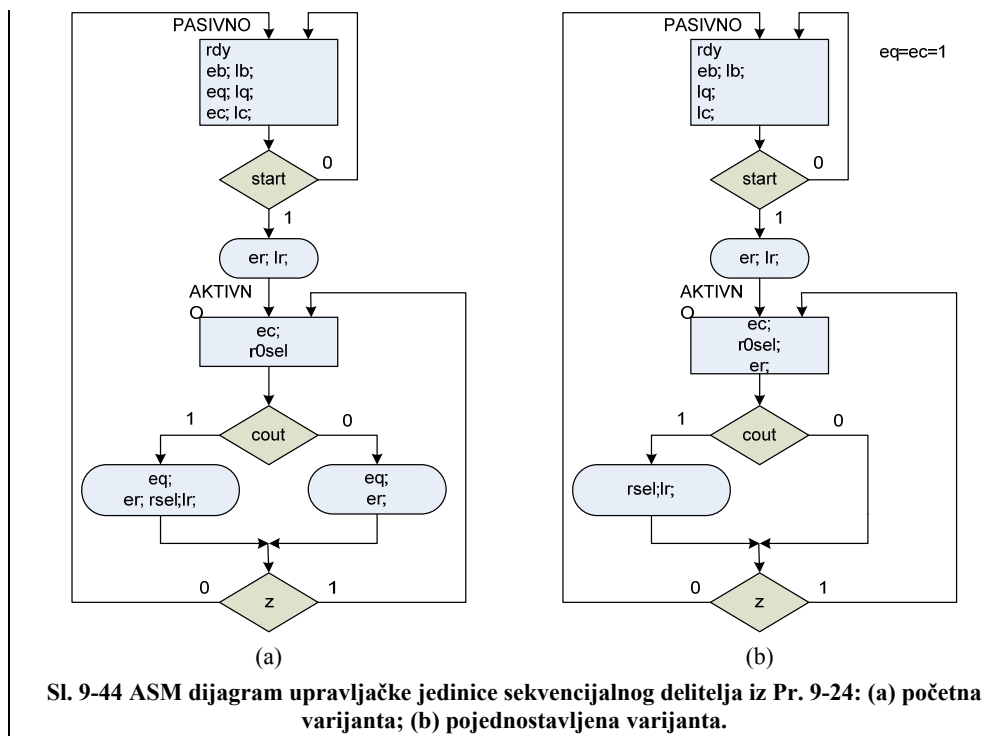 PASIVNO
rdy
eb; lb;
eq; lq;
ec; lc;
0
start
1
er; lr;
AKTIVN
O
ec;
r0sel
1
0
cout
eq;
er; rsel;lr;
eq;
er;
0
1
z
(a)
PASIVNO
eq=ec=1
rdy
eb; lb;
lq;
lc;
0
start
1
er; lr;
AKTIVN
O
ec;
r0sel;
er;
1
0
cout
rsel;lr;
0
1
z
(b)
Sl. 9-44 ASM dijagram upravljačke jedinice sekvencijalnog delitelja iz Pr. 9-24: (a) početna
varijanta; (b) pojednostavljena varijanta.